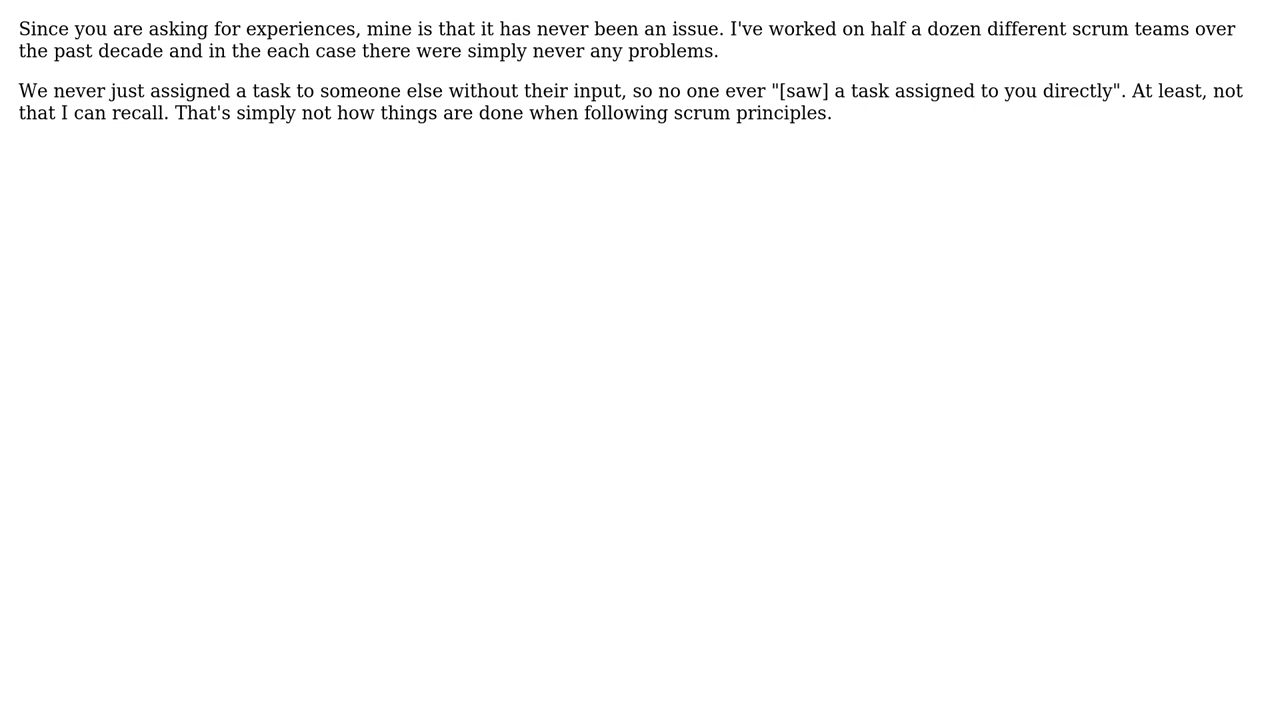 Since you are asking for experiences, mine is that it has never been an issue. I've worked on half a dozen different scrum teams over
the past decade and in the each case there were simply never any problems.
We never just assigned a task to someone else without their input, so no one ever "[saw] a task assigned to you directly". At least, not
that I can recall. That's simply not how things are done when following scrum principles.